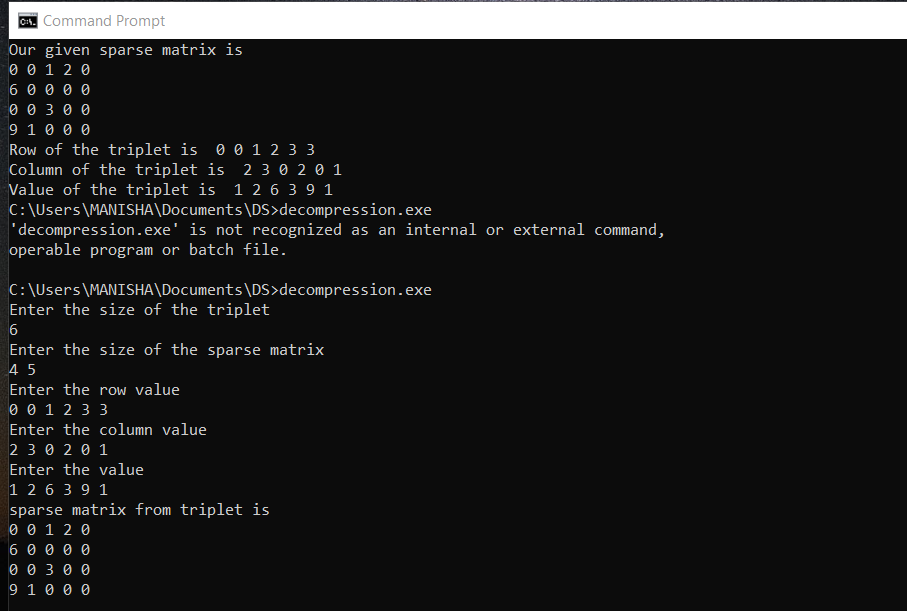 Command Prompt
Our given sparse matrix is
0 0 1 2 0
6 0 0 0 0
0 0 3 0 0
9 1 0 0 0
Row of the triplet is  0 0 1 2 3 3
Column of the triplet is  2 3 0 2 0 1
Value of the triplet is  1 2 6 3 9 1
C:\Users\MANISHA\Documents\DS>decompression.exe
'decompression.exe' is not recognized as an internal or external command,
operable program or batch file.
C:\Users\MANISHA\Documents\DS>decompression.exe
Enter the size of the triplet
6
Enter the size of the sparse matrix
4 5
Enter the row value
0 0 1 2 3 3
Enter the column value
2 3 0 2 0 1
Enter the value
1 2 6 3 9 1
sparse matrix from triplet is
0 0 1 2 0
6 0 0 0 0
0 0 3 0 0
9 1 0 0 0